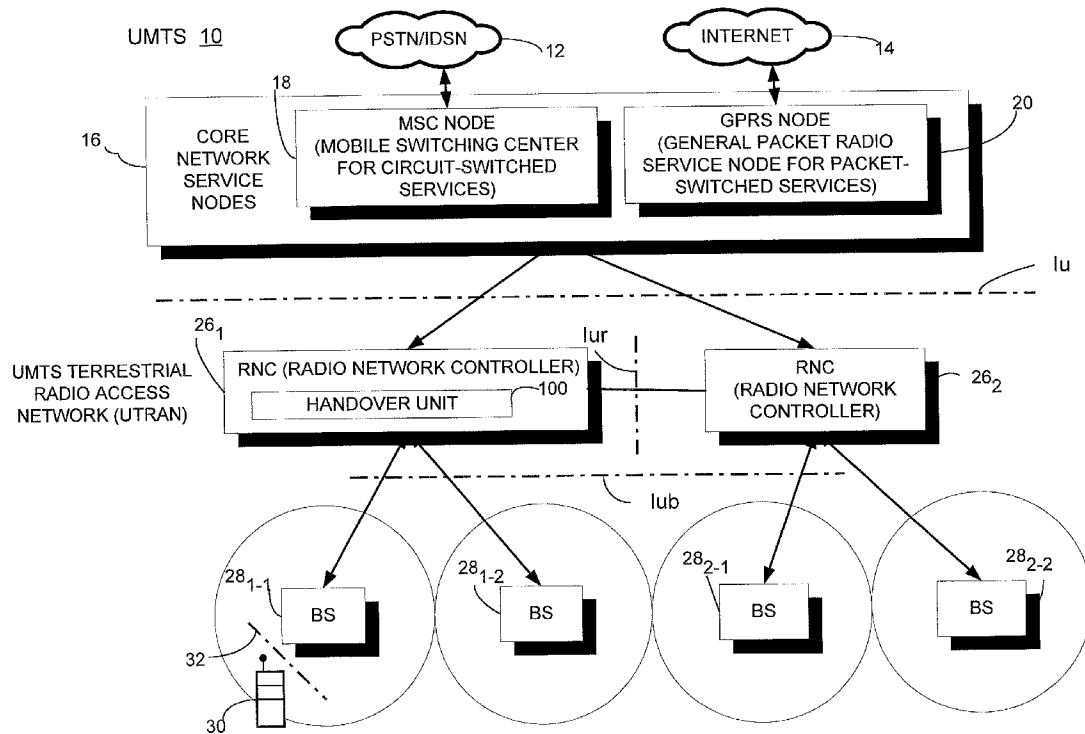 UMTS 10
PSTN/IDSN
12
INTERNET
14
18
16
CORE
NETWORK
SERVICE
NODES
MSC NODE
(MOBILE SWITCHING CENTER
FOR CIRCUIT-SWITCHED
SERVICES)
GPRS NODE
(GENERAL PACKET RADIO
SERVICE NODE FOR PACKET-
SWITCHED SERVICES)
20
Iu
26₁
Iur
UMTS TERRESTRIAL
RADIO ACCESS
NETWORK (UTRAN)
RNC (RADIO NETWORK CONTROLLER)
HANDOVER UNIT
100
RNC
(RADIO NETWORK
CONTROLLER)
26₂
Iub
28₁₋₁
BS
28₁₋₂
BS
28₂₋₁
BS
28₂₋₂
BS
32
30